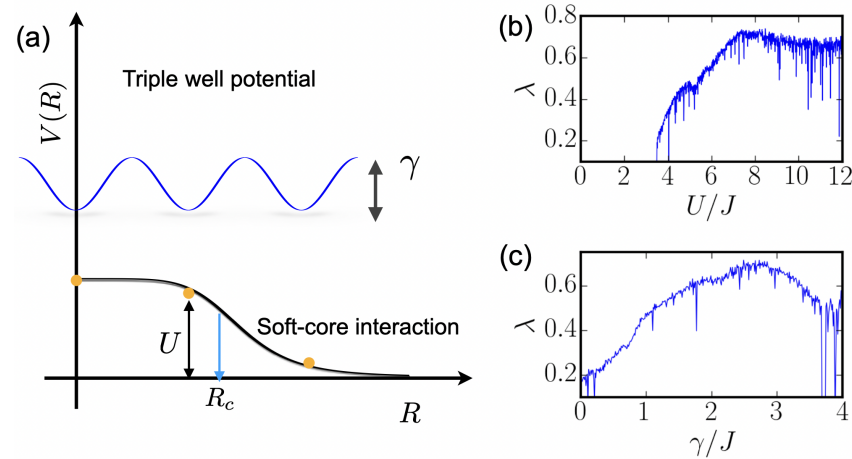 (a)
V(R)
Triple well potential
γ
U
Soft-core interaction
R_c
R
(b)
λ
0.8
0.6
0.4
0.2
0 2 4 6 8 10 12
U/J
(c)
λ
0.6
0.4
0.2
0 1 2 3 4
γ/J